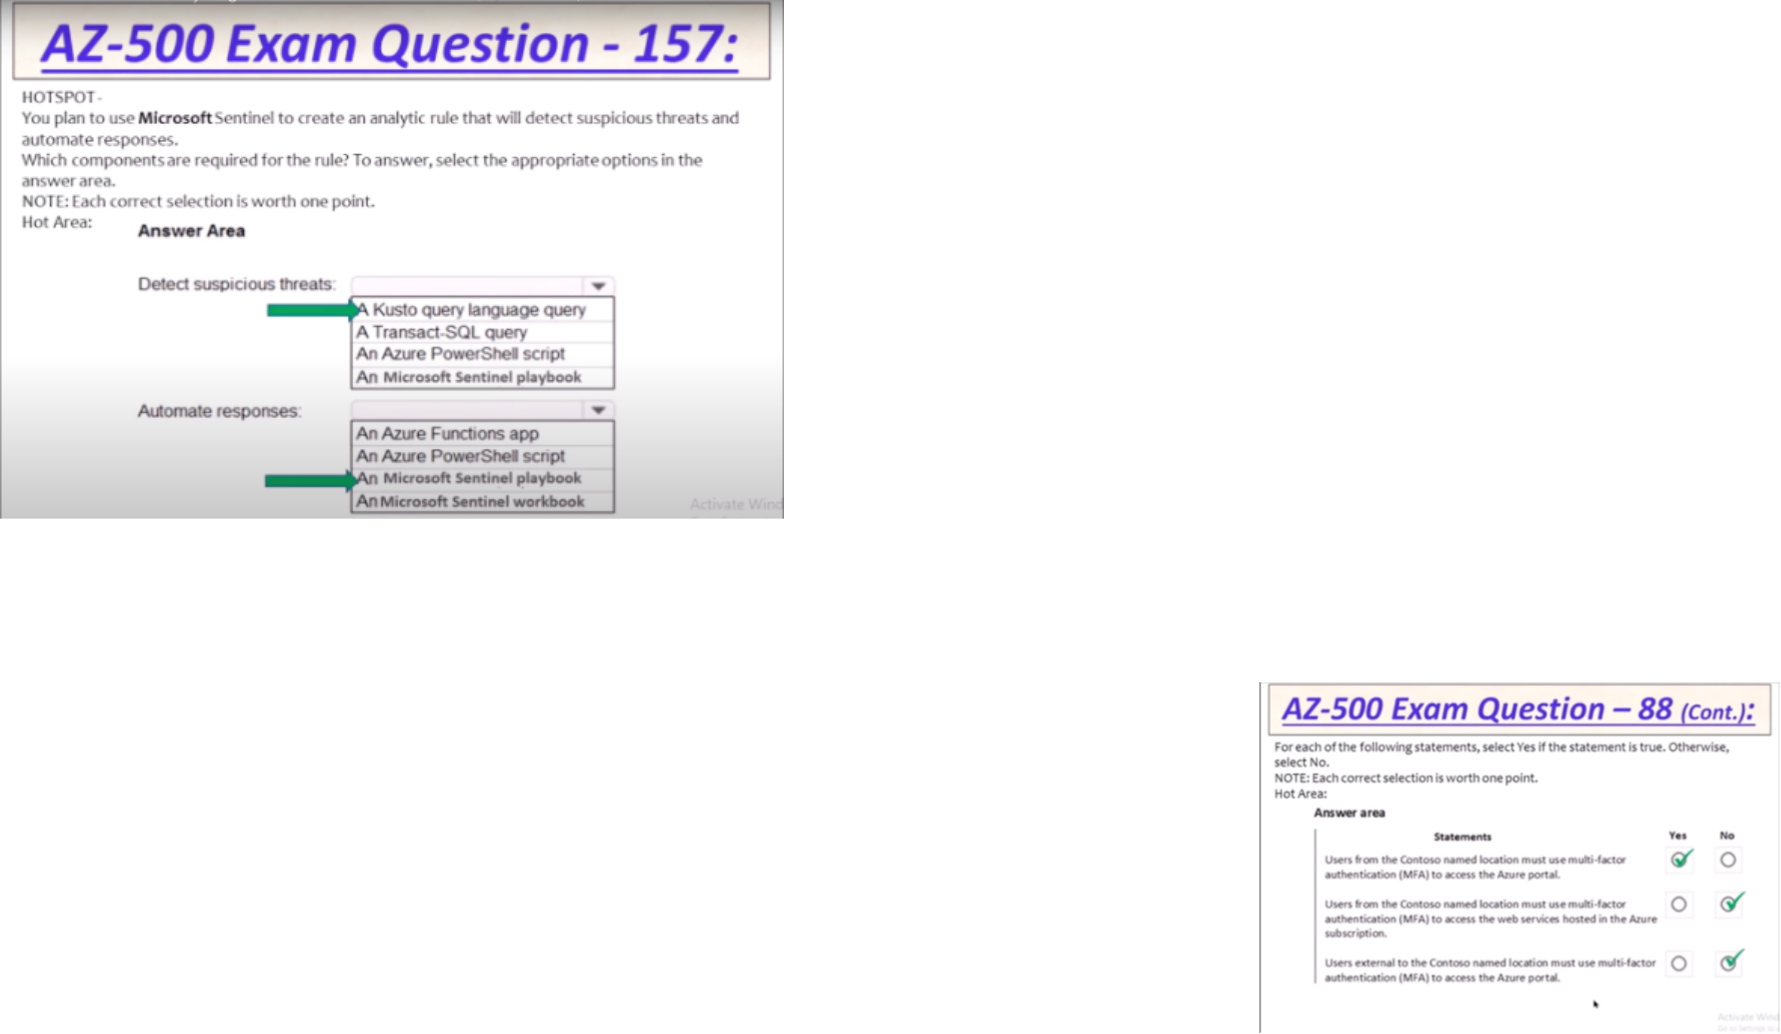 AZ-500 Exam Question - 157:
HOTSPOT -
You plan to use Microsoft Sentinel to create an analytic rule that will detect suspicious threats and
automate responses.
Which components are required for the rule? To answer, select the appropriate options in the
answer area.
NOTE: Each correct selection is worth one point.
Hot Area:
Answer Area
Detect suspicious threats:
A Kusto query language query
A Transact-SQL query
An Azure PowerShell script
An Microsoft Sentinel playbook
Automate responses:
An Azure Functions app
An Azure PowerShell script
An Microsoft Sentinel playbook
An Microsoft Sentinel workbook
Activate Wind
AZ-500 Exam Question – 88 (Cont.):
For each of the following statements, select Yes if the statement is true. Otherwise,
select No.
NOTE: Each correct selection is worth one point.
Hot Area:
Answer area
Statements Yes No
Users from the Contoso named location must use multi-factor
authentication (MFA) to access the Azure portal.
Users from the Contoso named location must use multi-factor
authentication (MFA) to access the web services hosted in the Azure
subscription.
Users external to the Contoso named location must use multi-factor
authentication (MFA) to access the Azure portal.
Activate Wind
Go to Settings to